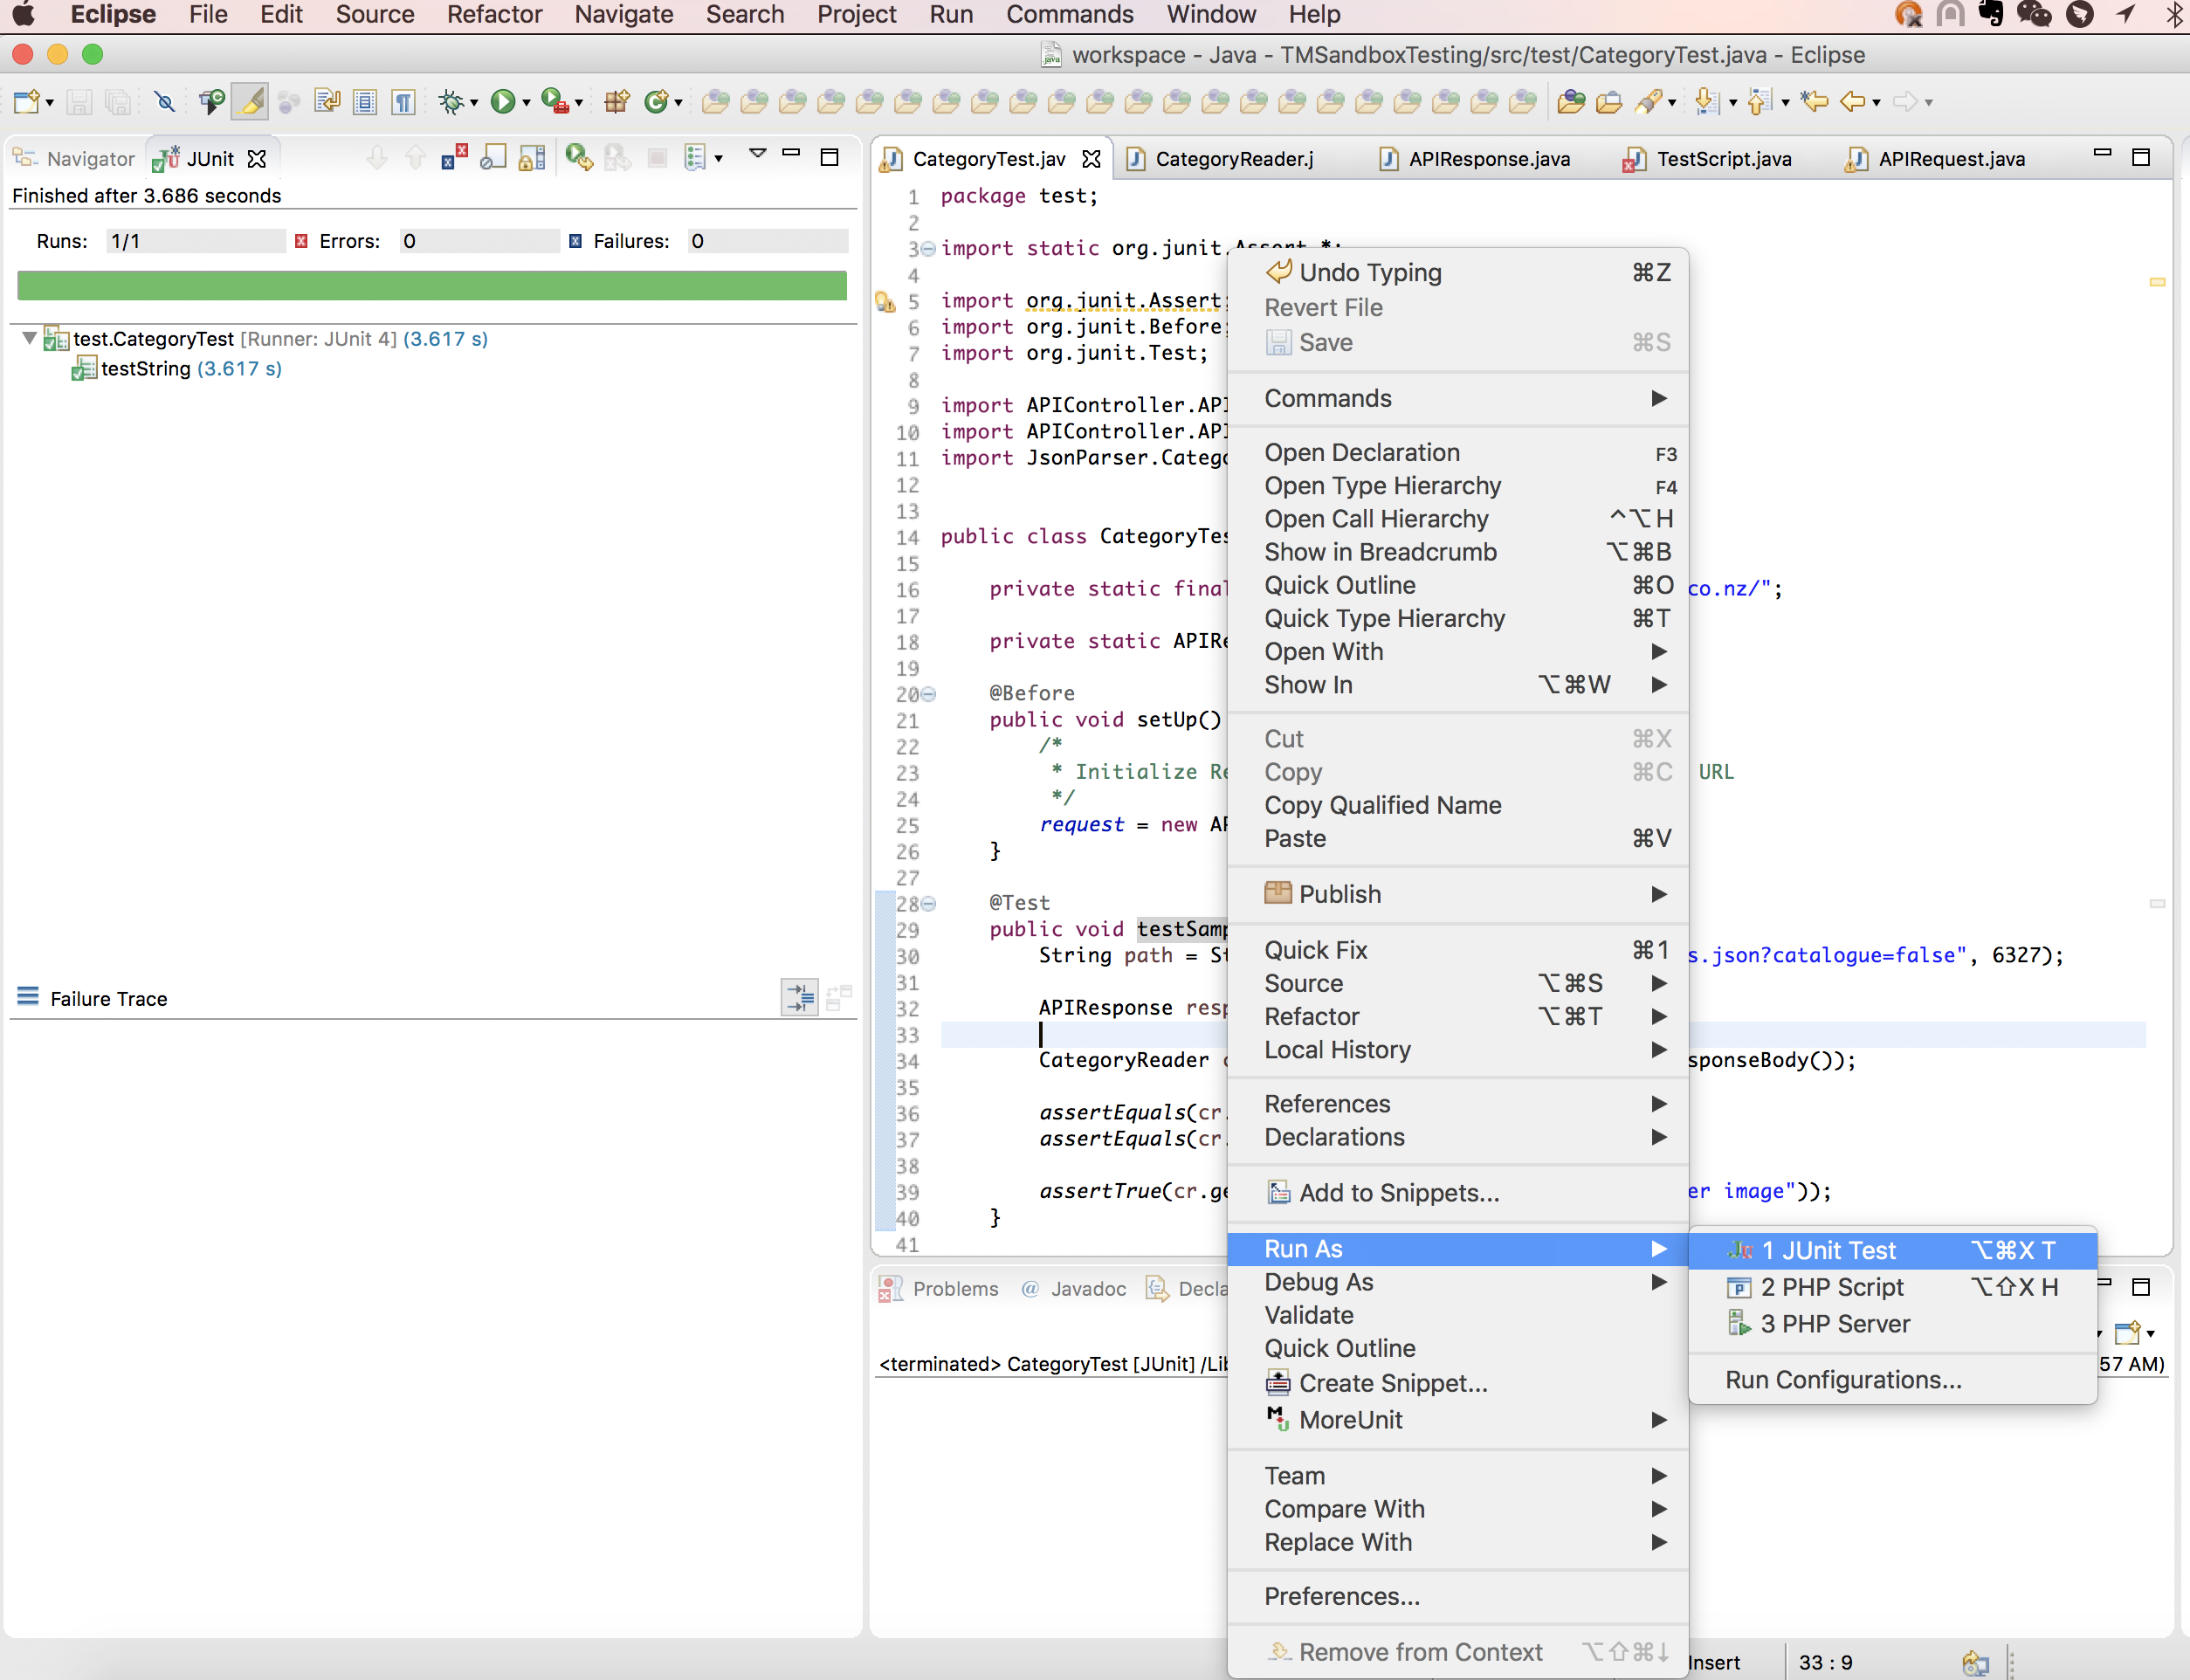 Eclipse File Edit Source Refactor Navigate Search Project Run Commands Window Help
workspace - Java - TMSandboxTesting/src/test/CategoryTest.java - Eclipse
Navigator JUnit
Finished after 3.686 seconds
Runs: 1/1 Errors: 0 Failures: 0
test.CategoryTest [Runner: JUnit 4] (3.617 s)
testString (3.617 s)
Failure Trace
CategoryTest.jav CategoryReader.j APIResponse.java TestScript.java APIRequest.java
1 package test;
2
3 import static org.junit.Assert.*;
4
5 import org.junit.Assert;
6 import org.junit.Before;
7 import org.junit.Test;
8
9 import APIController.API
10 import APIController.API
11 import JsonParser.Catego
12
13
14 public class CategoryTes
15
16 private static final co.nz/";
17
18 private static APIRe
19
20 @Before
21 public void setUp()
22 /*
23 * Initialize Re URL
24 */
25 request = new AP
26 }
27
28 @Test
29 public void testSamp
30 String path = St s.json?catalogue=false", 6327);
31
32 APIResponse resp
33
34 CategoryReader c sponseBody());
35
36 assertEquals(cr.
37 assertEquals(cr.
38
39 assertTrue(cr.ge er image"));
40 }
41
Undo Typing ⌘Z
Revert File
Save ⌘S
Commands
Open Declaration F3
Open Type Hierarchy F4
Open Call Hierarchy ^⌥H
Show in Breadcrumb ⌥⌘B
Quick Outline ⌘O
Quick Type Hierarchy ⌘T
Open With
Show In ⌥⌘W
Cut ⌘X
Copy ⌘C
Copy Qualified Name
Paste ⌘V
Publish
Quick Fix ⌘1
Source ⌥⌘S
Refactor ⌥⌘T
Local History
References
Declarations
Add to Snippets...
Run As
Debug As
Validate
Quick Outline
Create Snippet...
MoreUnit
Team
Compare With
Replace With
Preferences...
Remove from Context ⌥⇧⌘↓
1 JUnit Test ⌥⌘X T
2 PHP Script ⌥⇧X H
3 PHP Server
Run Configurations...
Problems @ Javadoc Decla
<terminated> CategoryTest [JUnit] /Lib 57 AM)
Insert 33 : 9